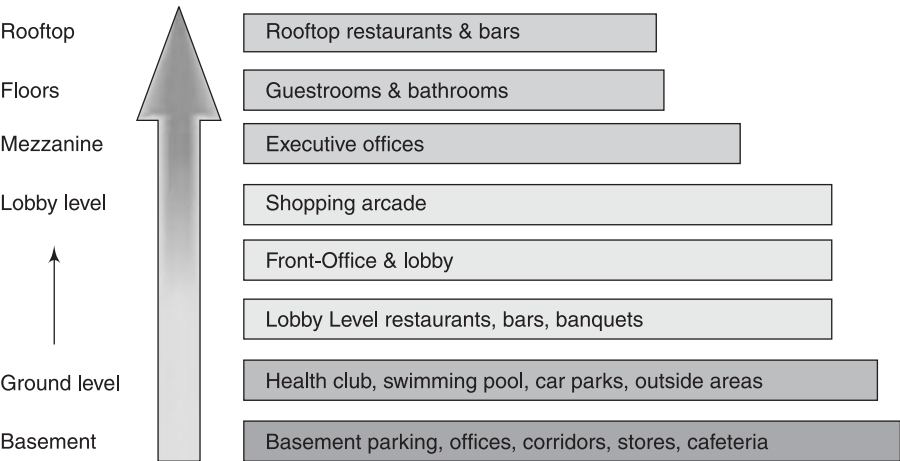 Rooftop Rooftop restaurants & bars
Floors Guestrooms & bathrooms
Mezzanine Executive offices
Lobby level Shopping arcade
Front-Office & lobby
Lobby Level restaurants, bars, banquets
Ground level Health club, swimming pool, car parks, outside areas
Basement Basement parking, offices, corridors, stores, cafeteria